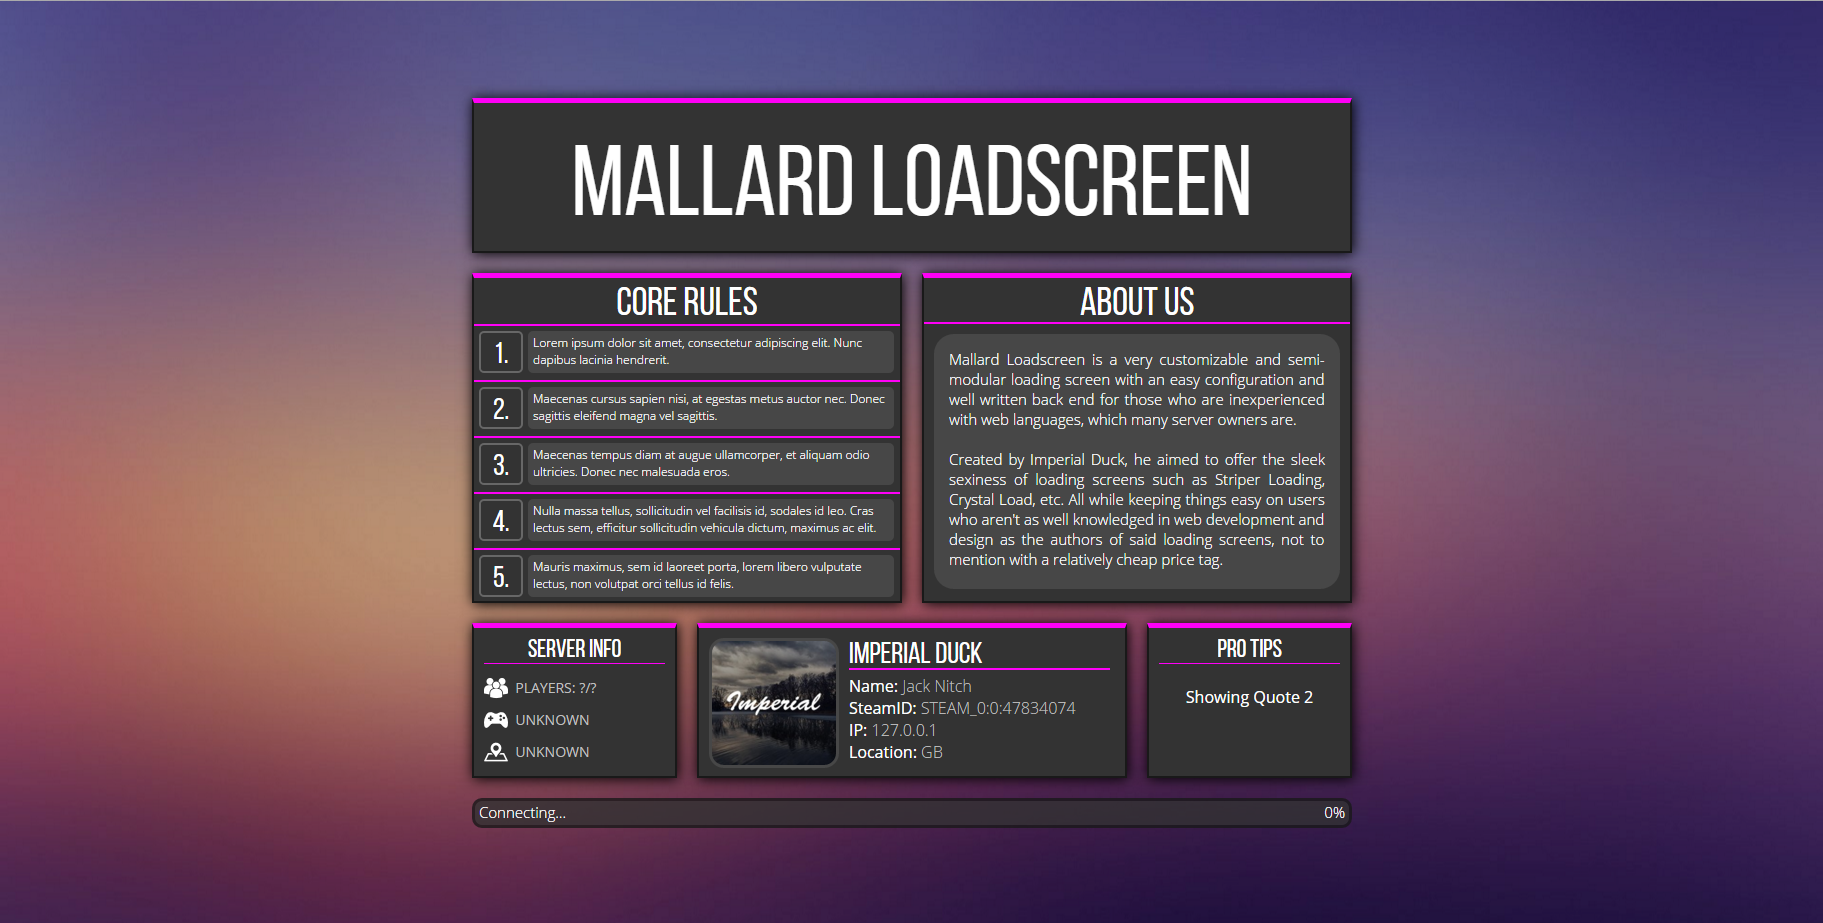 MALLARD LOADSCREEN
CORE RULES
1.
Lorem ipsum dolor sit amet, consectetur adipiscing elit. Nunc
dapibus lacinia hendrerit.
2.
Maecenas cursus sapien nisi, at egestas metus auctor nec. Donec
sagittis eleifend magna vel sagittis.
3.
Maecenas tempus diam at augue ullamcorper, et aliquam odio
ultricies. Donec nec malesuada eros.
4.
Nulla massa tellus, sollicitudin vel facilisis id, sodales id leo. Cras
lectus sem, efficitur sollicitudin vehicula dictum, maximus ac elit.
5.
Mauris maximus, sem id laoreet porta, lorem libero vulputate
lectus, non volutpat orci tellus id felis.
ABOUT US
Mallard Loadscreen is a very customizable and semi-
modular loading screen with an easy configuration and
well written back end for those who are inexperienced
with web languages, which many server owners are.
Created by Imperial Duck, he aimed to offer the sleek
sexiness of loading screens such as Striper Loading,
Crystal Load, etc. All while keeping things easy on users
who aren't as well knowledged in web development and
design as the authors of said loading screens, not to
mention with a relatively cheap price tag.
SERVER INFO
PLAYERS: ?/?
UNKNOWN
UNKNOWN
Imperial
IMPERIAL DUCK
Name: Jack Nitch
SteamID: STEAM_0:0:47834074
IP: 127.0.0.1
Location: GB
PRO TIPS
Showing Quote 2
Connecting... 0%